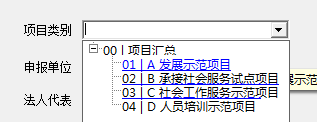 项目类别
00 | 项目汇总
01 | A 发展示范项目
申报单位
02 | B 承接社会服务试点项目
展示范
03 | C 社会工作服务示范项目
法人代表
04 | D 人员培训示范项目